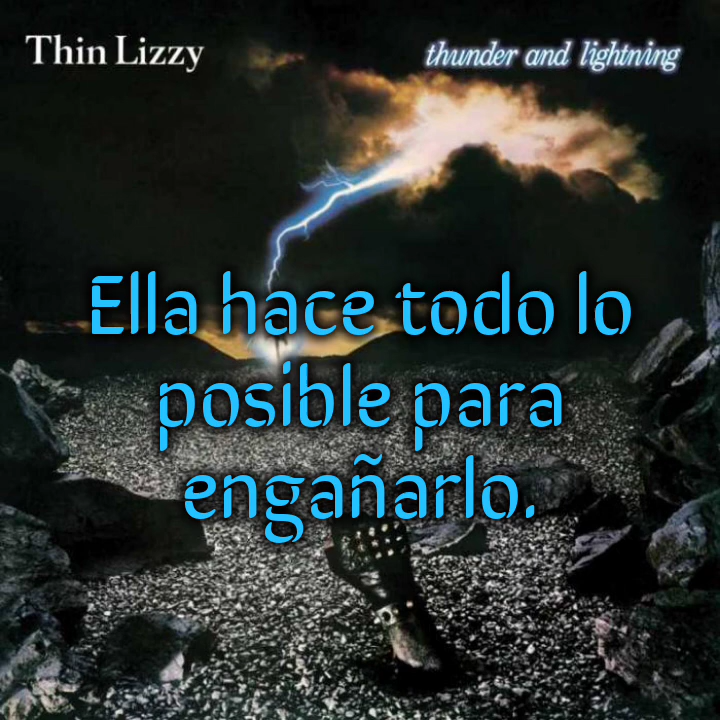 Thin Lizzy
thunder and lightning
Ella hace todo lo
posible para
engañarlo.